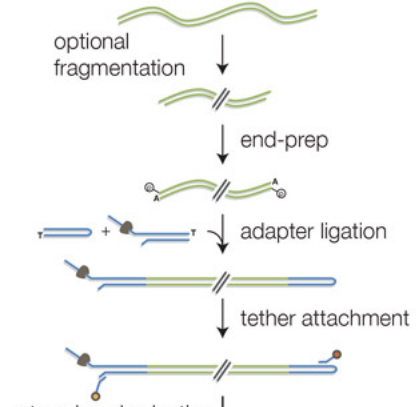 optional
fragmentation
end-prep
A
P
A
P
T
+
T
adapter ligation
tether attachment